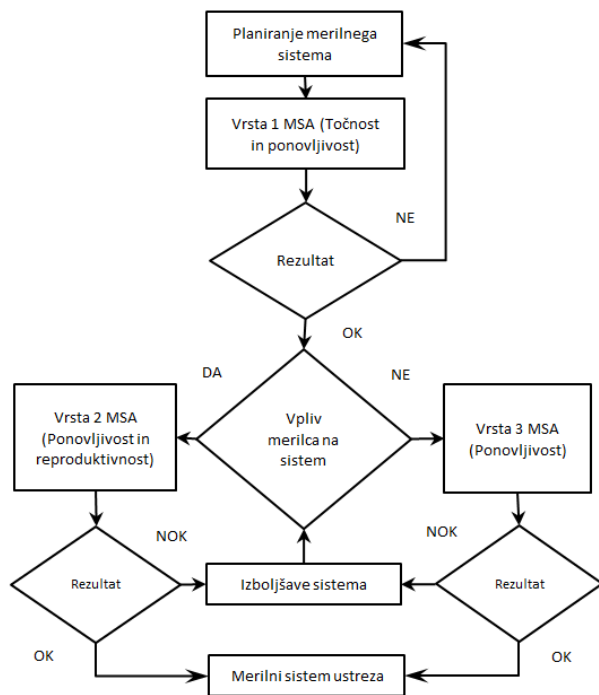 Planiranje merilnega
sistema
Vrsta 1 MSA (Točnost
in ponovljivost)
NE
Rezultat
OK
DA
NE
Vrsta 2 MSA
(Ponovljivost in
reproduktivnost)
Vpliv
merilca na
sistem
Vrsta 3 MSA
(Ponovljivost)
NOK
NOK
Rezultat
Izboljšave sistema
Rezultat
OK
OK
Merilni sistem ustreza